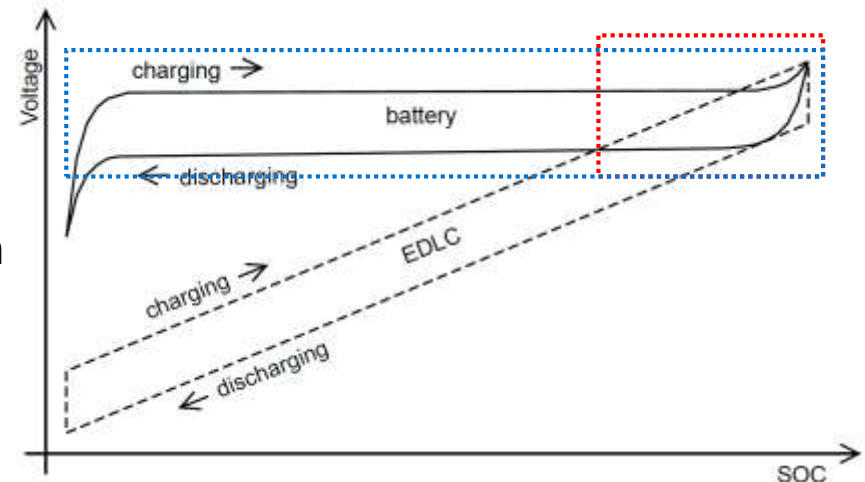 Voltage
charging
battery
discharging
EDLC
charging
discharging
SOC